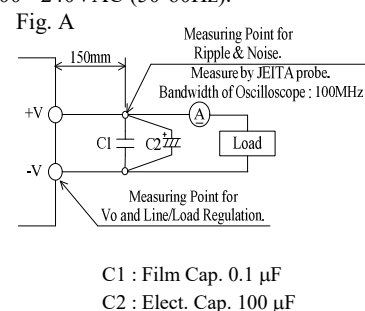 Fig. A
Measuring Point for
Ripple & Noise.
150mm
Measure by JEITA probe.
Bandwidth of Oscilloscope : 100MHz
+V
A
C1
C2
+
Load
-V
Measuring Point for
Vo and Line/Load Regulation.
C1 : Film Cap. 0.1 μF
C2 : Elect. Cap. 100 μF